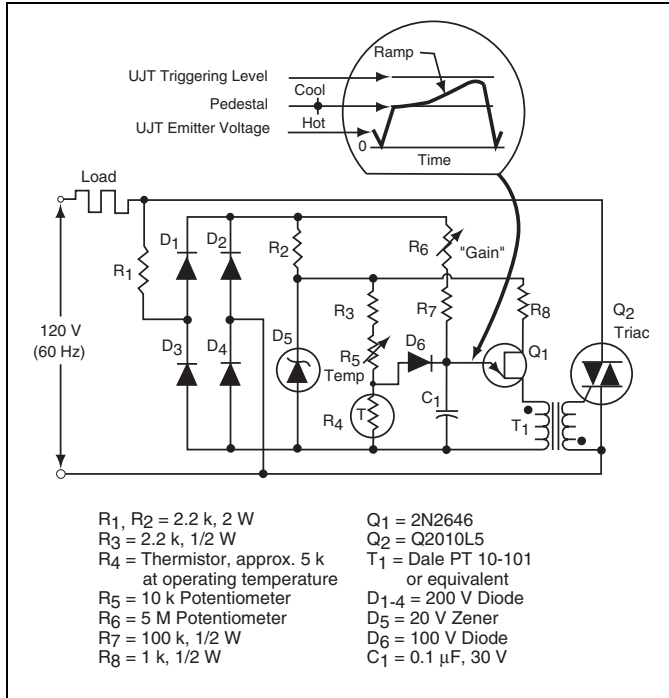 Ramp
UJT Triggering Level
Cool
Pedestal
Hot
UJT Emitter Voltage
0
Time
Load
D1
D2
R1
R2
R6
"Gain"
R3
R7
R8
Q2
Triac
120 V
(60 Hz)
D3
D4
D5
R5
Temp
D6
Q1
C1
T
R4
T1
R1, R2 = 2.2 k, 2 W
R3 = 2.2 k, 1/2 W
R4 = Thermistor, approx. 5 k
at operating temperature
R5 = 10 k Potentiometer
R6 = 5 M Potentiometer
R7 = 100 k, 1/2 W
R8 = 1 k, 1/2 W
Q1 = 2N2646
Q2 = Q2010L5
T1 = Dale PT 10-101
or equivalent
D1-4 = 200 V Diode
D5 = 20 V Zener
D6 = 100 V Diode
C1 = 0.1 μF, 30 V